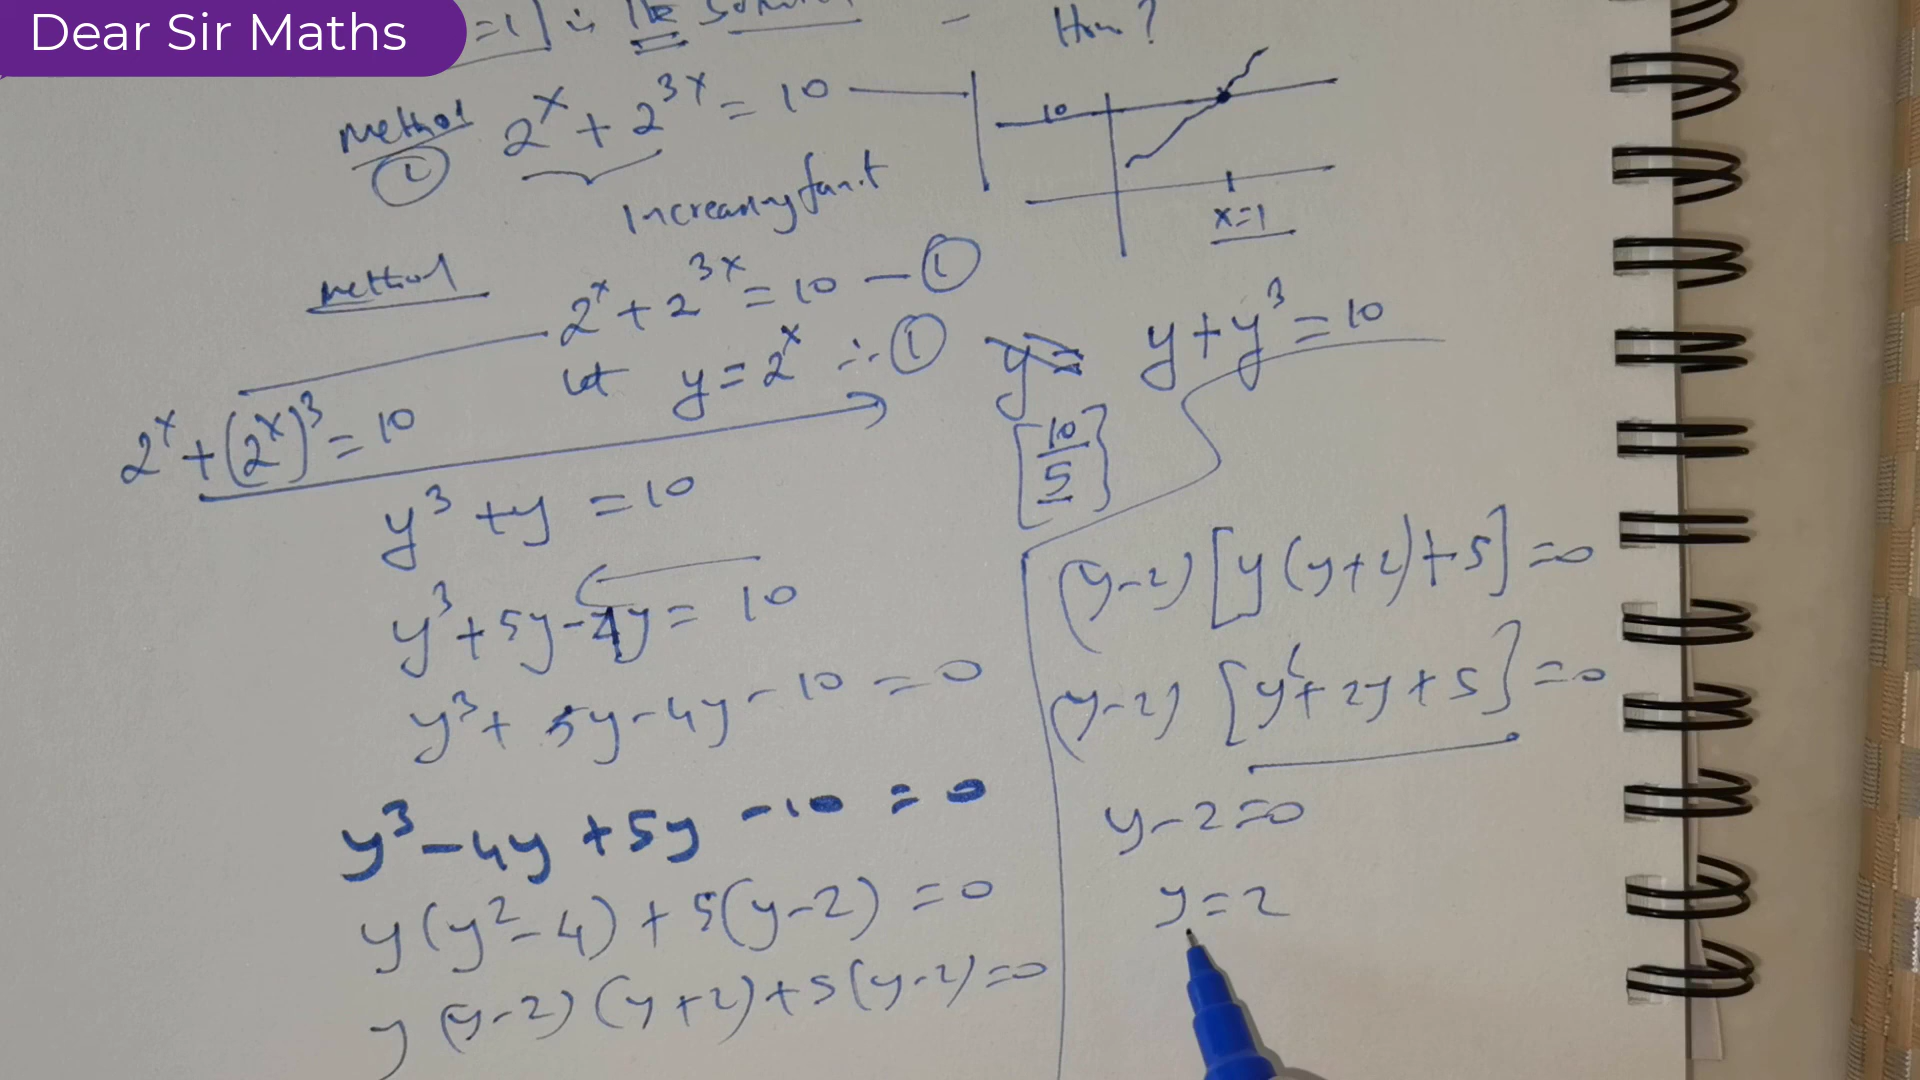 Dear Sir Maths
=1] is the
How?
Method
1
2^x + 2^3x = 10
10
x=1
Increasing
method
2^x + 2^3x = 10 — 1
let y = 2^x ∴ 1 y= y + y^3 = 10
2^x + (2^x)^3 = 10
[10/5]
y^3 + y = 10
y^3 + 5y - 4y = 10
y^3 + 5y - 4y - 10 = 0
y^3 - 4y + 5y - 10 = 0
y(y^2 - 4) + 5(y - 2) = 0
y(y-2)(y+2) + 5(y-2) = 0
(y-2)[y(y+2)+5] = 0
(y-2)[y^2 + 2y + 5] = 0
y - 2 = 0
y = 2